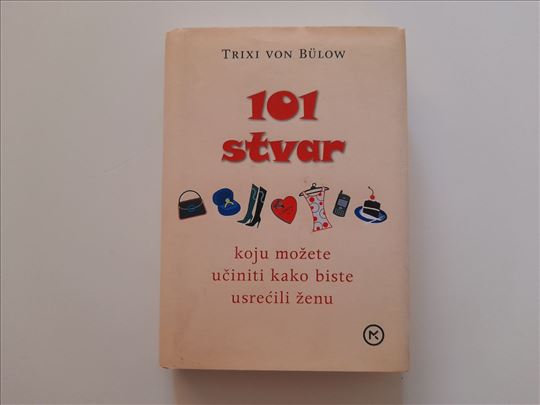 TRIXI VON BÜLOW
101
stvar
koju možete
učiniti kako biste
usrećili ženu